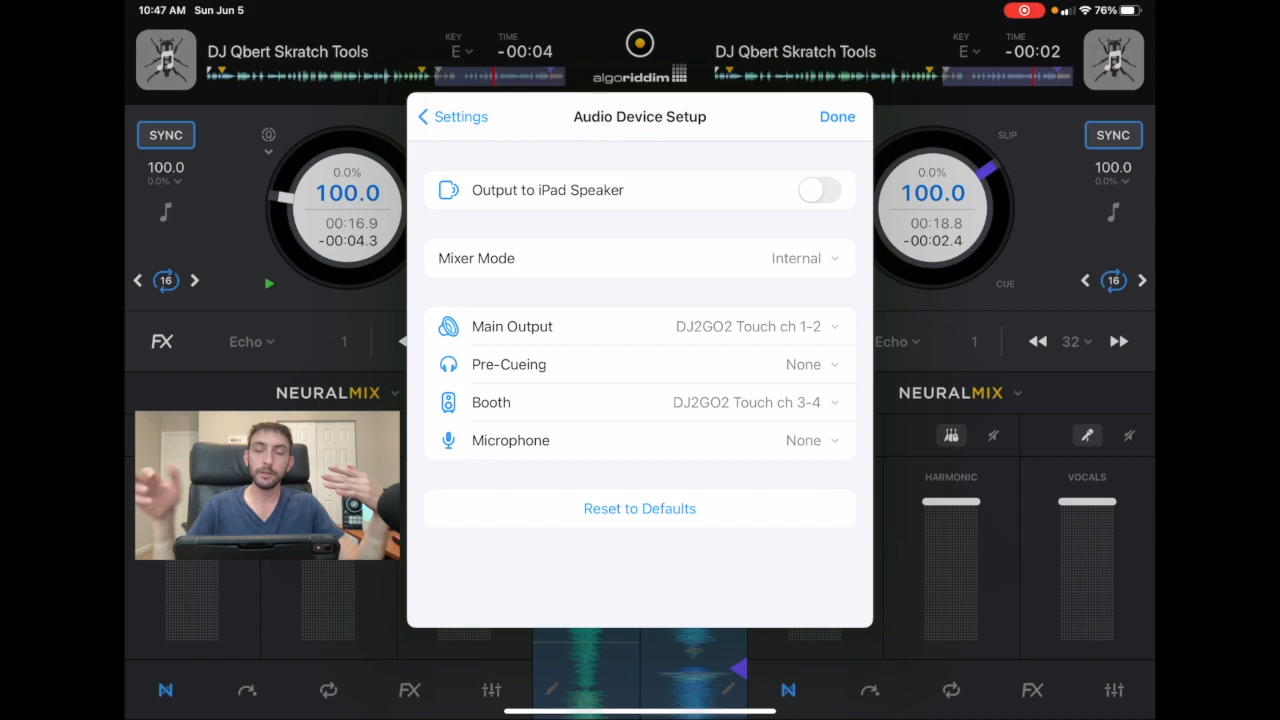 10:47 AM Sun Jun 5
76%
DJ Qbert Skratch Tools
KEY
E
TIME
-00:04
algoriddim
DJ Qbert Skratch Tools
KEY
E
TIME
-00:02
Settings
Audio Device Setup
Done
SYNC
100.0
0.0%
0.0%
100.0
00:16.9
-00:04.3
16
Output to iPad Speaker
Mixer Mode
Internal
Main Output
DJ2GO2 Touch ch 1-2
Pre-Cueing
None
Booth
DJ2GO2 Touch ch 3-4
Microphone
None
Reset to Defaults
SLIP
SYNC
0.0%
100.0
00:18.8
-00:02.4
100.0
0.0%
CUE
16
FX
Echo
1
Echo
1
32
NEURALMIX
NEURALMIX
HARMONIC
VOCALS
FX
FX